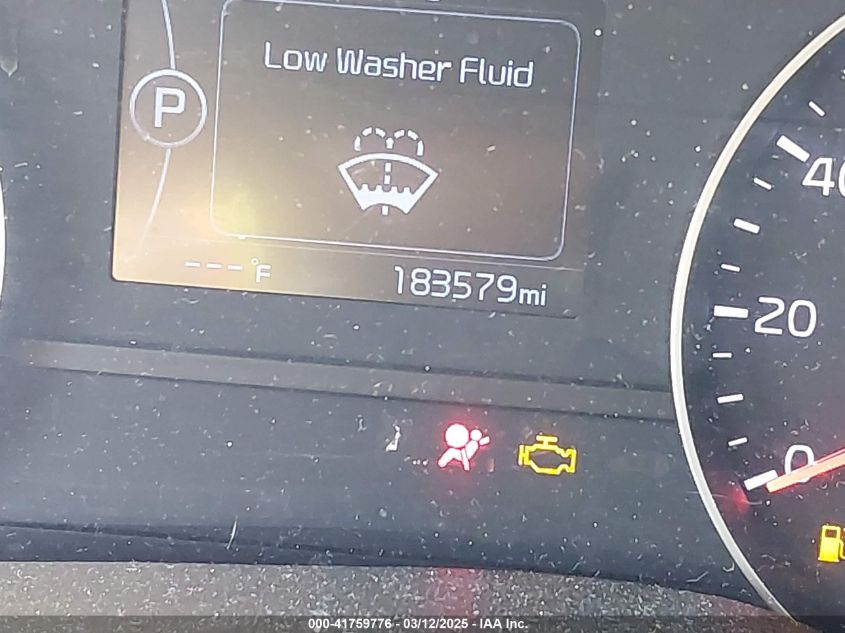 Low Washer Fluid
P
40
---°F
183579mi
20
0
000-41759776 - 03/12/2025 - IAA Inc.